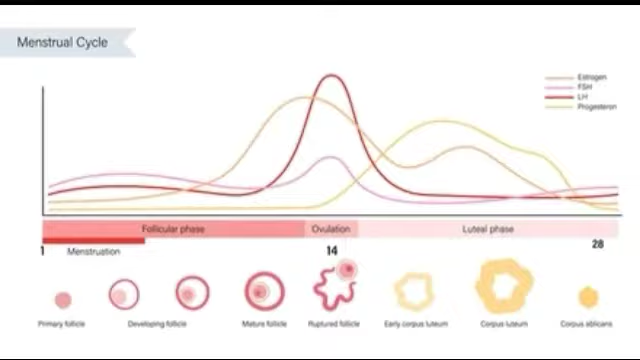 Menstrual Cycle
Estrogen
FSH
LH
Progesteron
Follicular phase
Ovulation
Luteal phase
1
Menstruation
14
28
Primary follicle
Developing follicle
Mature follicle
Ruptured follicle
Early corpus luteum
Corpus luteum
Corpus ablicans